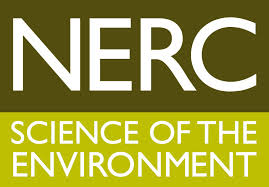 NERC
SCIENCE OF THE
ENVIRONMENT